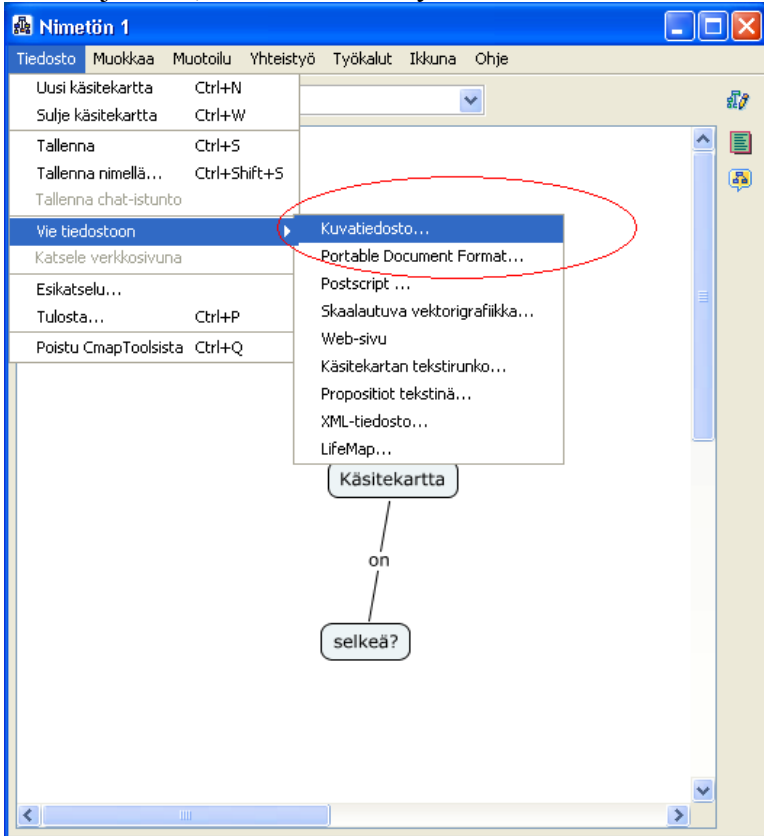 Nimetön 1
Tiedosto Muokkaa Muotoilu Yhteistyö Työkalut Ikkuna Ohje
Uusi käsitekartta Ctrl+N
Sulje käsitekartta Ctrl+W
Tallenna Ctrl+S
Tallenna nimellä... Ctrl+Shift+S
Tallenna chat-istunto
Vie tiedostoon
Katsele verkkosivuna
Esikatselu...
Tulosta... Ctrl+P
Poistu CmapToolsista Ctrl+Q
Kuvatiedosto...
Portable Document Format...
Postscript ...
Skaalautuva vektorigrafiikka...
Web-sivu
Käsitekartan tekstirunko...
Propositiot tekstinä...
XML-tiedosto...
LifeMap...
Käsitekartta
on
selkeä?